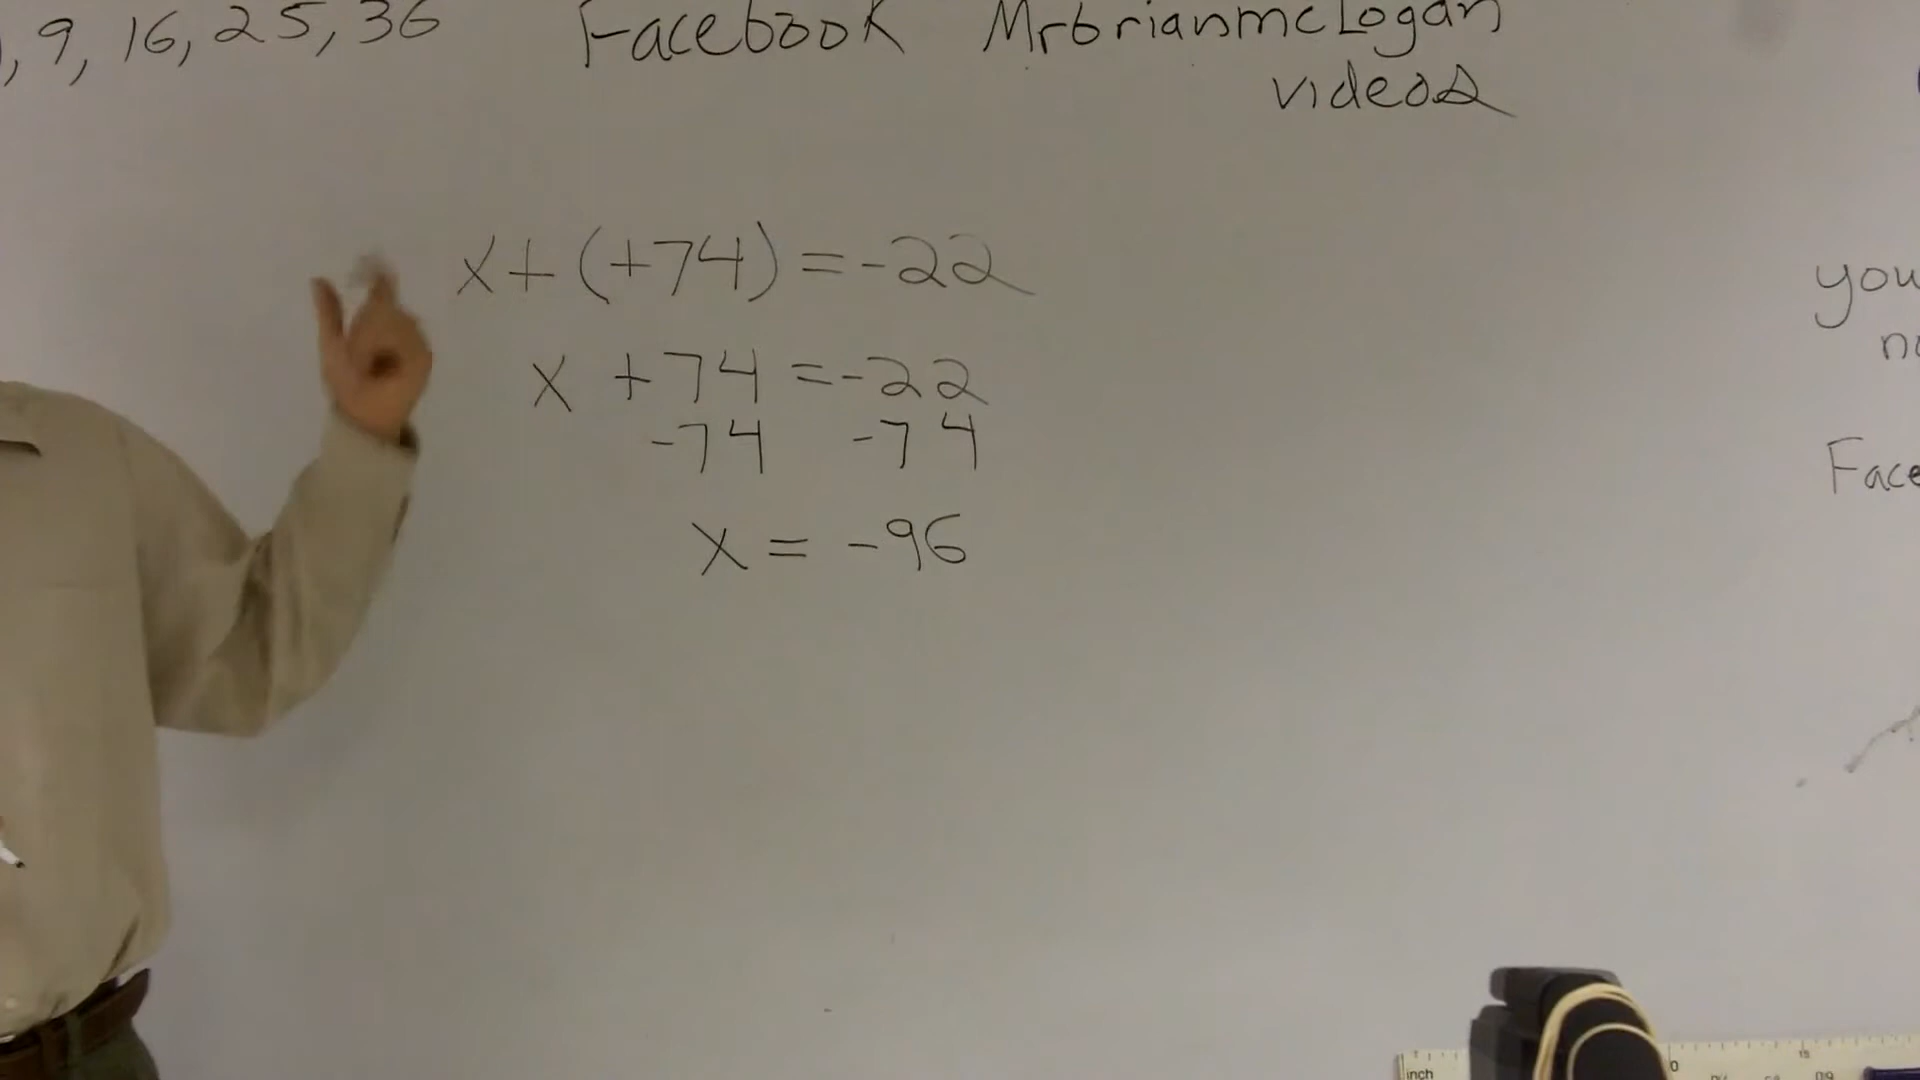 , 9, 16, 25, 36
Facebook Mrbrianmclogan
videos
x + (+74) = -22
x +74 = -22
-74 -74
x = -96
you
Face
inch